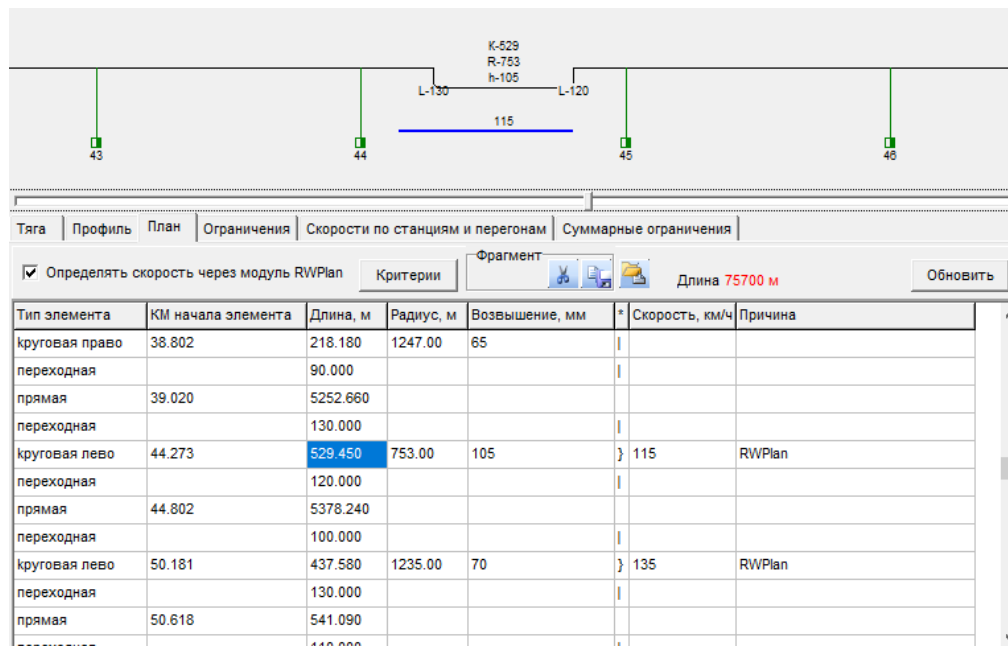 K-529
R-753
h-105
L-130 L-120
115
43 44 45 46
Тяга Профиль План Ограничения Скорости по станциям и перегонам Суммарные ограничения
Фрагмент
Определять скорость через модуль RWPlan Критерии Длина 75700 м Обновить
Тип элемента КМ начала элемента Длина, м Радиус, м Возвышение, мм * Скорость, км/ч Причина
круговая право 38.802 218.180 1247.00 65 |
переходная 90.000 |
прямая 39.020 5252.660
переходная 130.000 |
круговая лево 44.273 529.450 753.00 105 } 115 RWPlan
переходная 120.000 |
прямая 44.802 5378.240
переходная 100.000 |
круговая лево 50.181 437.580 1235.00 70 } 135 RWPlan
переходная 130.000 |
прямая 50.618 541.090